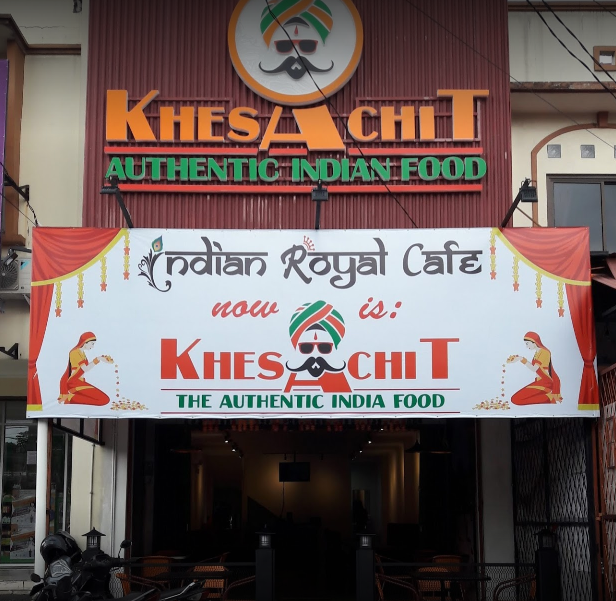 KHESACHIT
AUTHENTIC INDIAN FOOD
Indian Royal Cafe
now is:
KHESACHIT
THE AUTHENTIC INDIA FOOD